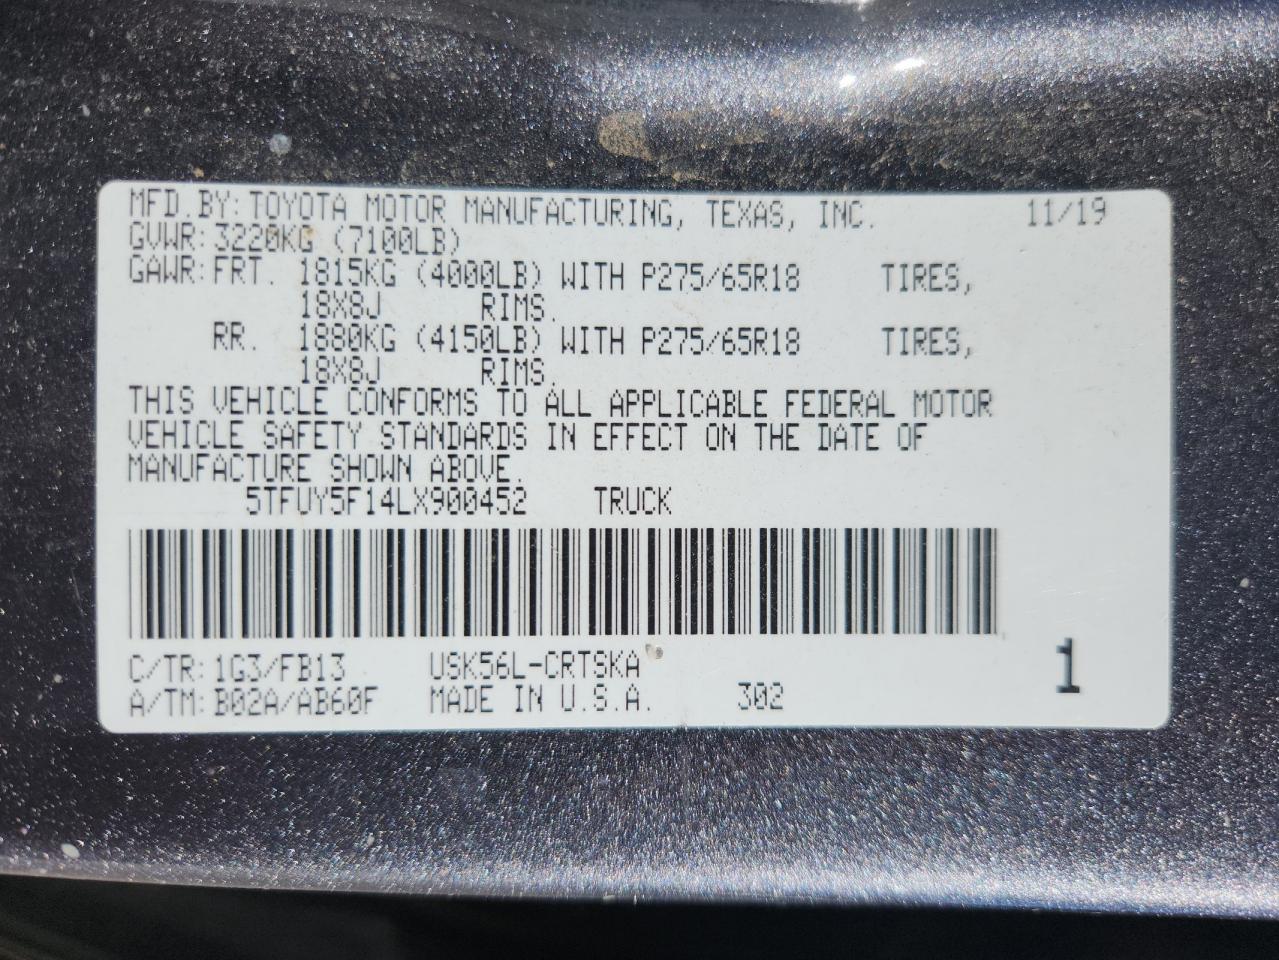 MFD.BY: TOYOTA MOTOR MANUFACTURING, TEXAS, INC. 11/19
GVWR: 3220KG (7100LB)
GAWR: FRT. 1815KG (4000LB) WITH P275/65R18 TIRES,
18X8J RIMS.
RR. 1880KG (4150LB) WITH P275/65R18 TIRES,
18X8J RIMS.
THIS VEHICLE CONFORMS TO ALL APPLICABLE FEDERAL MOTOR
VEHICLE SAFETY STANDARDS IN EFFECT ON THE DATE OF
MANUFACTURE SHOWN ABOVE.
5TFUY5F14LX900452 TRUCK
C/TR: 1G3/FB13 USK56L-CRTSKA
A/TM: B02A/AB60F MADE IN U.S.A. 302 1